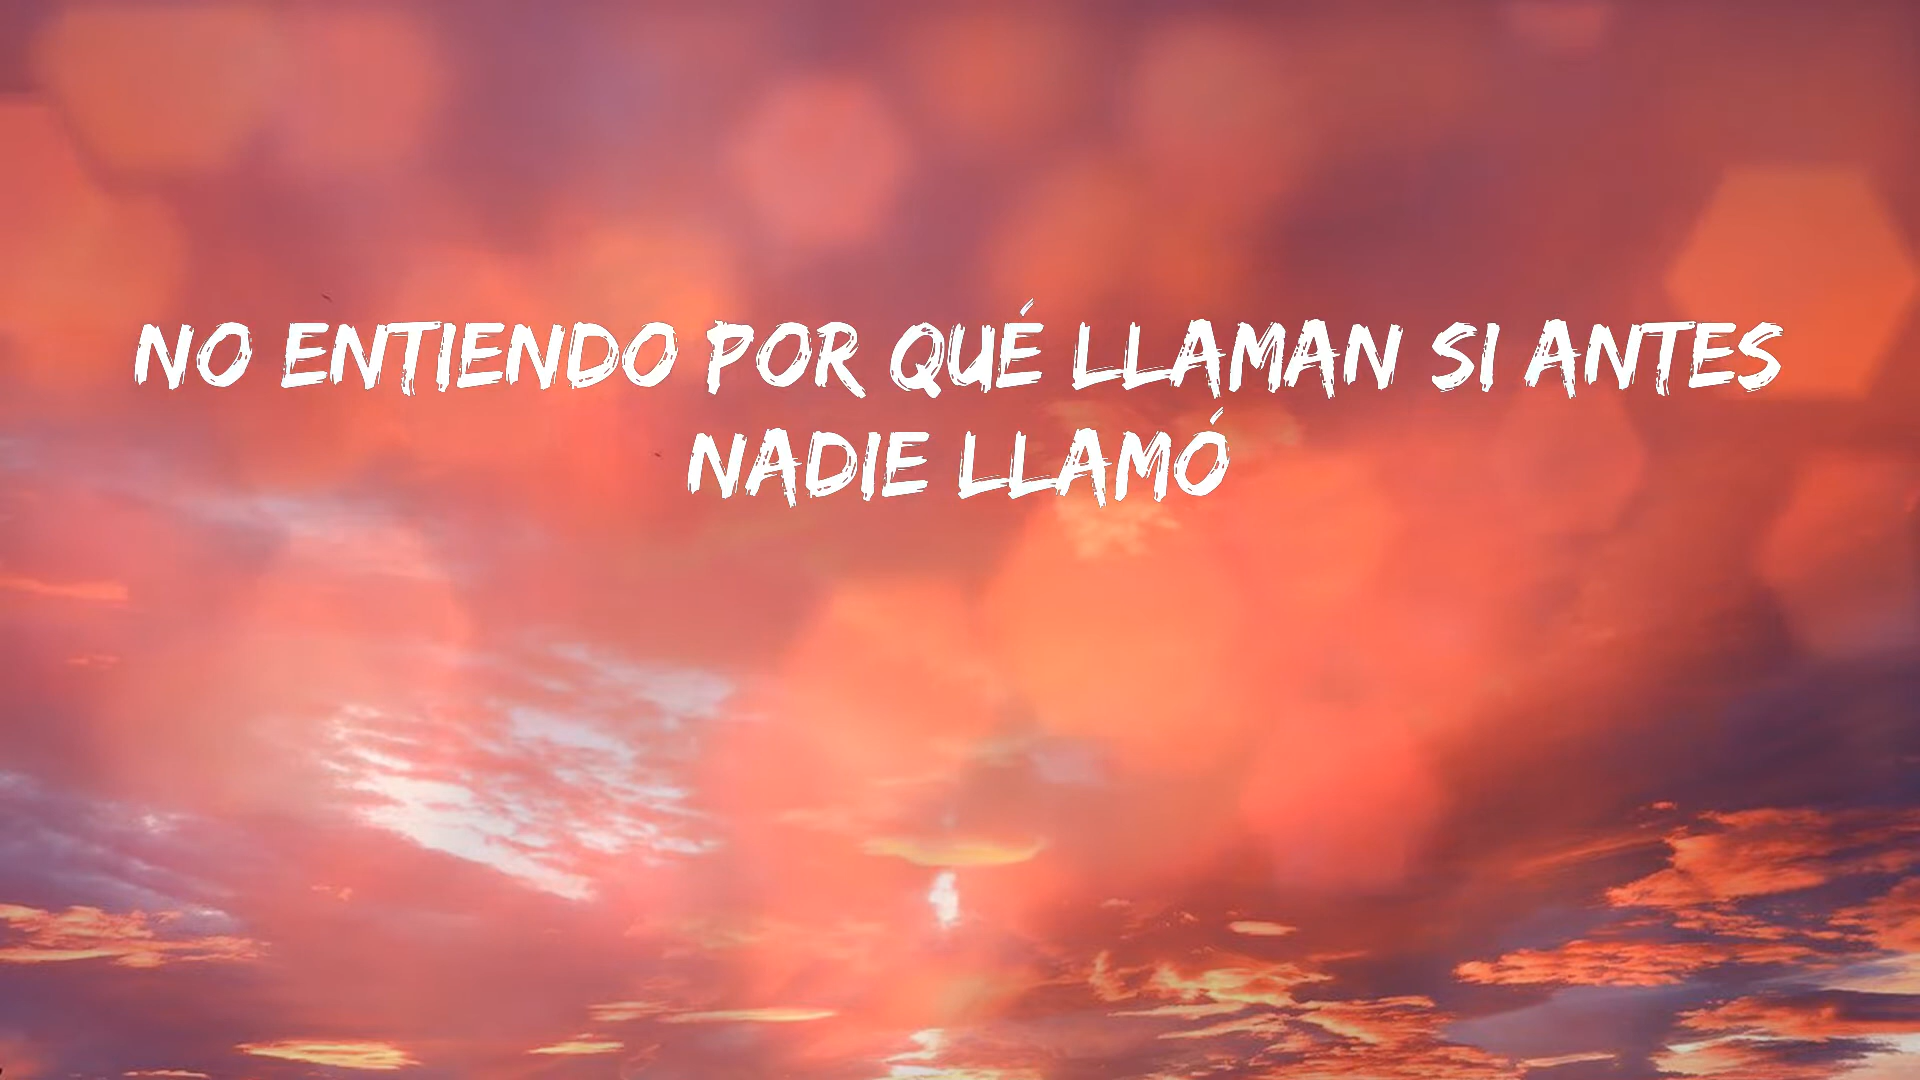 NO ENTIENDO POR QUÉ LLAMAN SI ANTES
NADIE LLAMÓ